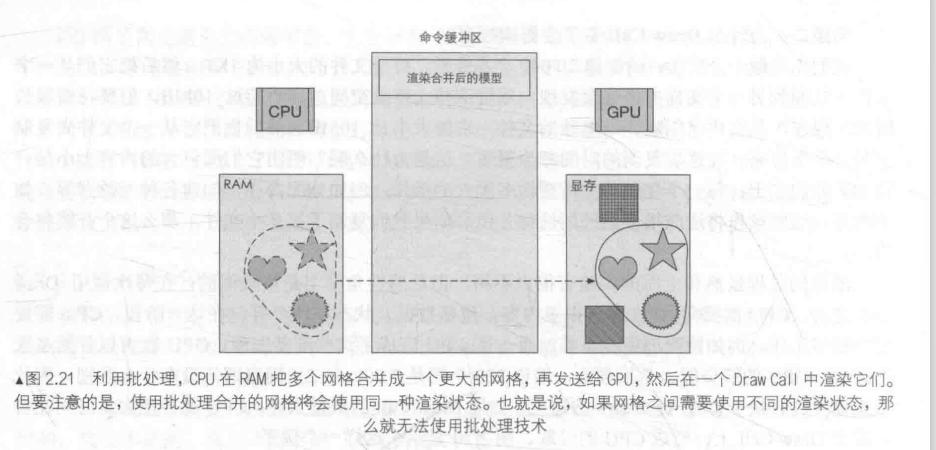 命令缓冲区
渲染合并后的模型
CPU
GPU
RAM
显存
▲图 2.21 利用批处理，CPU 在 RAM 把多个网格合并成一个更大的网格，再发送给 GPU，然后在一个 Draw Call 中渲染它们。
但要注意的是，使用批处理合并的网格将会使用同一种渲染状态。也就是说，如果网格之间需要使用不同的渲染状态，那
么就无法使用批处理技术